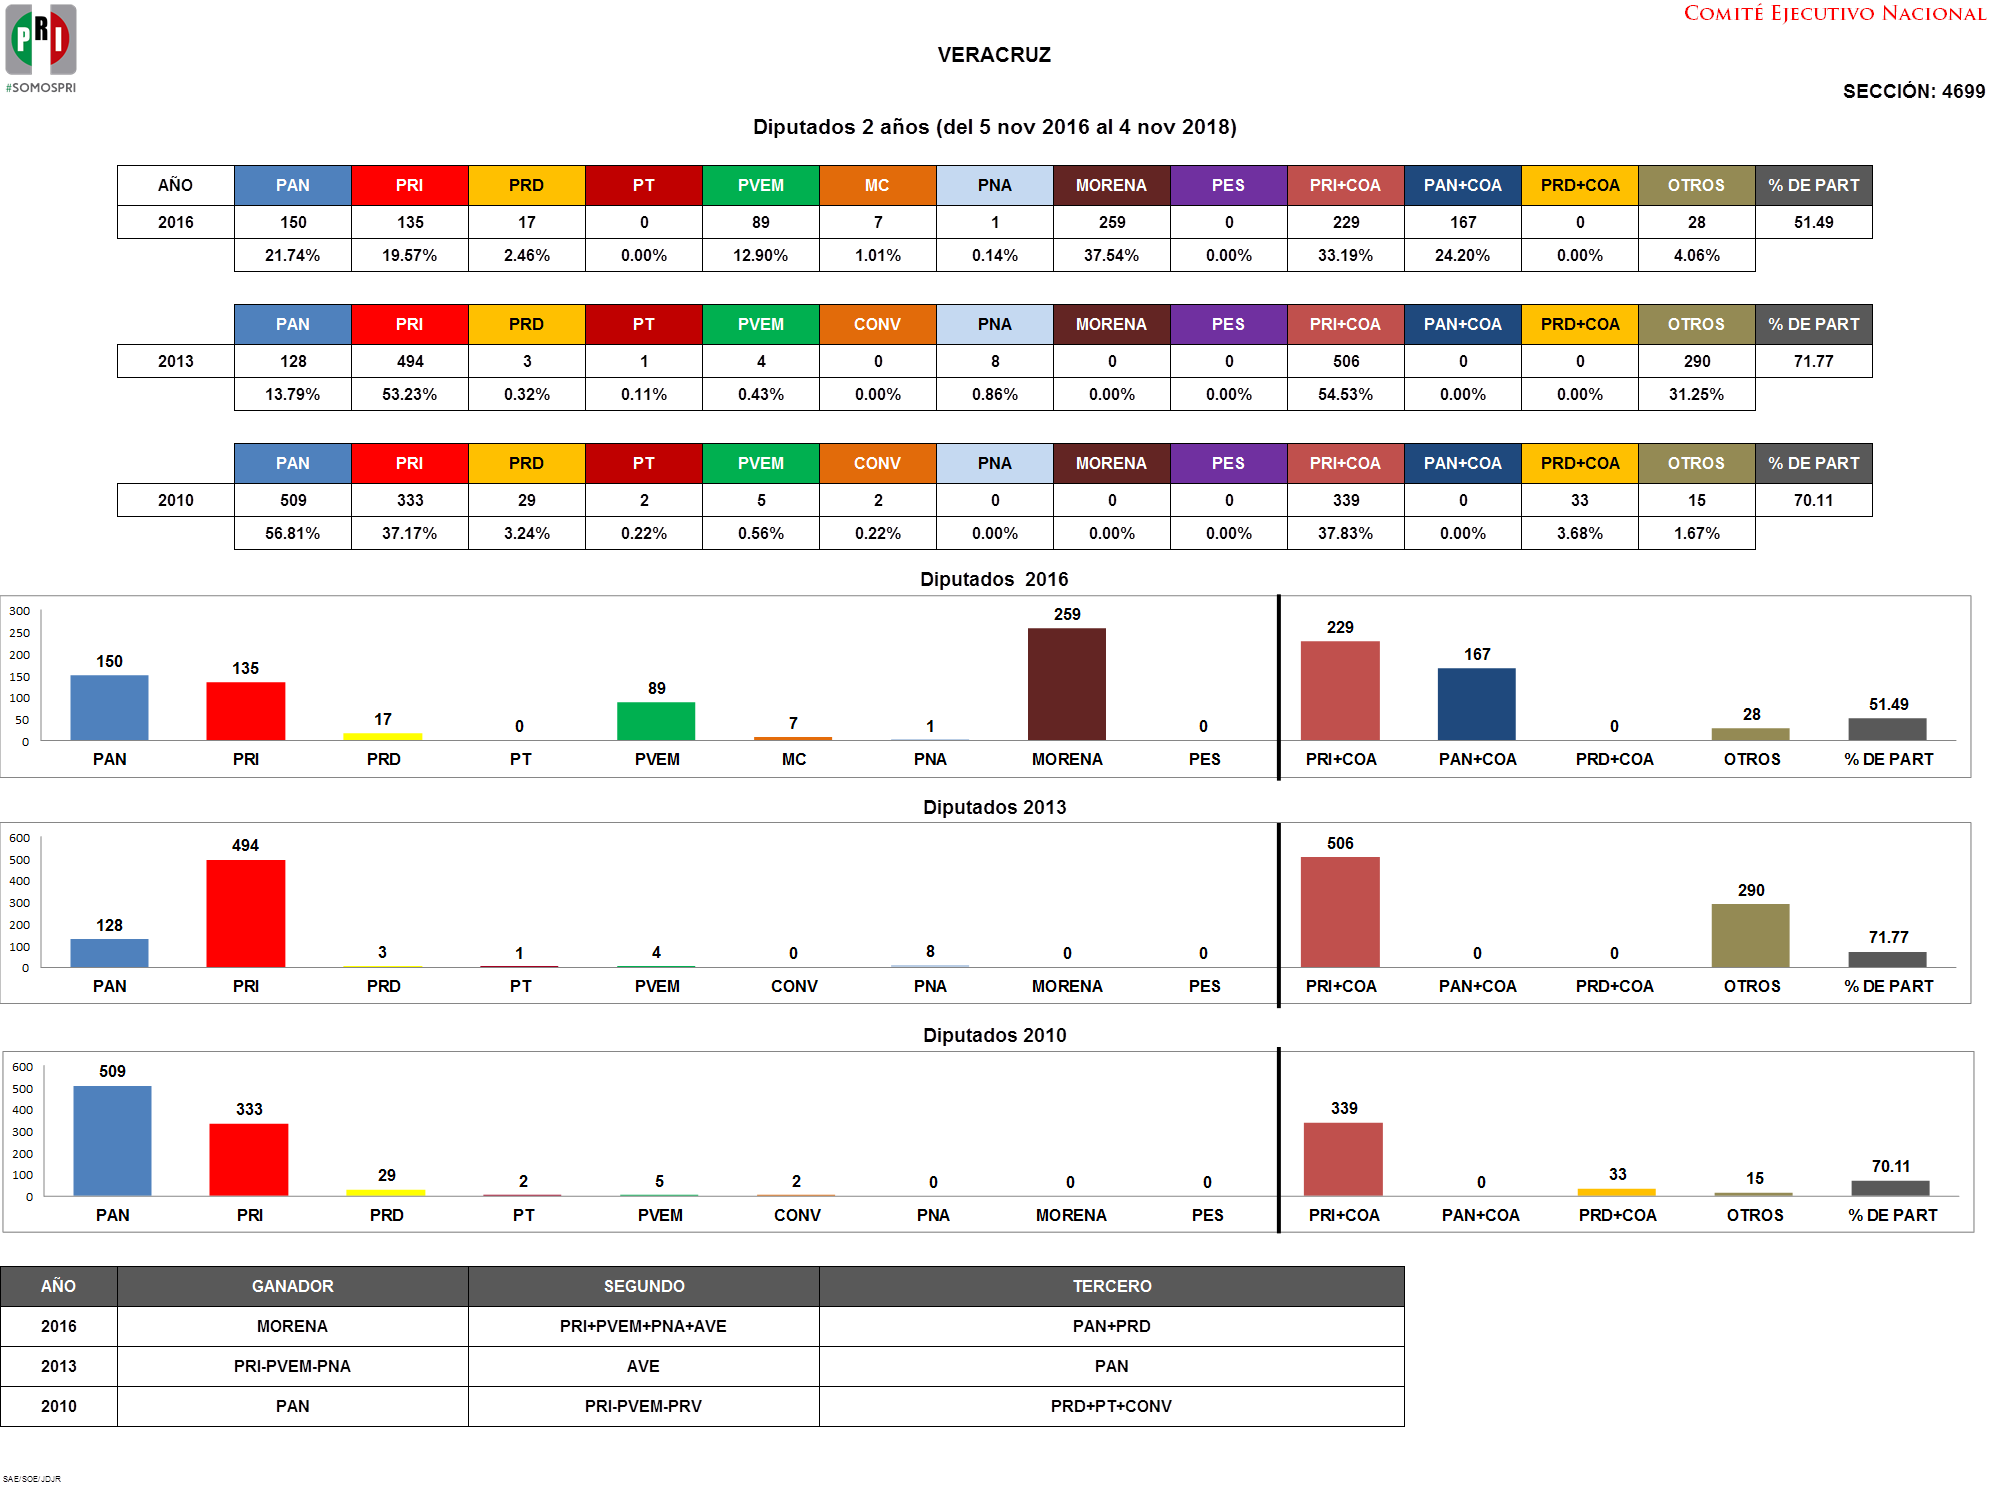 PRI
#SOMOSPRI
COMITÉ EJECUTIVO NACIONAL
VERACRUZ
SECCIÓN: 4699
Diputados 2 años (del 5 nov 2016 al 4 nov 2018)
AÑO PAN PRI PRD PT PVEM MC PNA MORENA PES PRI+COA PAN+COA PRD+COA OTROS % DE PART
2016 150 135 17 0 89 7 1 259 0 229 167 0 28 51.49
21.74% 19.57% 2.46% 0.00% 12.90% 1.01% 0.14% 37.54% 0.00% 33.19% 24.20% 0.00% 4.06%
PAN PRI PRD PT PVEM CONV PNA MORENA PES PRI+COA PAN+COA PRD+COA OTROS % DE PART
2013 128 494 3 1 4 0 8 0 0 506 0 0 290 71.77
13.79% 53.23% 0.32% 0.11% 0.43% 0.00% 0.86% 0.00% 0.00% 54.53% 0.00% 0.00% 31.25%
PAN PRI PRD PT PVEM CONV PNA MORENA PES PRI+COA PAN+COA PRD+COA OTROS % DE PART
2010 509 333 29 2 5 2 0 0 0 339 0 33 15 70.11
56.81% 37.17% 3.24% 0.22% 0.56% 0.22% 0.00% 0.00% 0.00% 37.83% 0.00% 3.68% 1.67%
Diputados 2016
300
250
200
150
100
50
0
150 135 17 0 89 7 1 259 0 229 167 0 28 51.49
PAN PRI PRD PT PVEM MC PNA MORENA PES PRI+COA PAN+COA PRD+COA OTROS % DE PART
Diputados 2013
600
500
400
300
200
100
0
128 494 3 1 4 0 8 0 0 506 0 0 290 71.77
PAN PRI PRD PT PVEM CONV PNA MORENA PES PRI+COA PAN+COA PRD+COA OTROS % DE PART
Diputados 2010
600
500
400
300
200
100
0
509 333 29 2 5 2 0 0 0 339 0 33 15 70.11
PAN PRI PRD PT PVEM CONV PNA MORENA PES PRI+COA PAN+COA PRD+COA OTROS % DE PART
AÑO GANADOR SEGUNDO TERCERO
2016 MORENA PRI+PVEM+PNA+AVE PAN+PRD
2013 PRI-PVEM-PNA AVE PAN
2010 PAN PRI-PVEM-PRV PRD+PT+CONV
SAE/SOE/JDJR